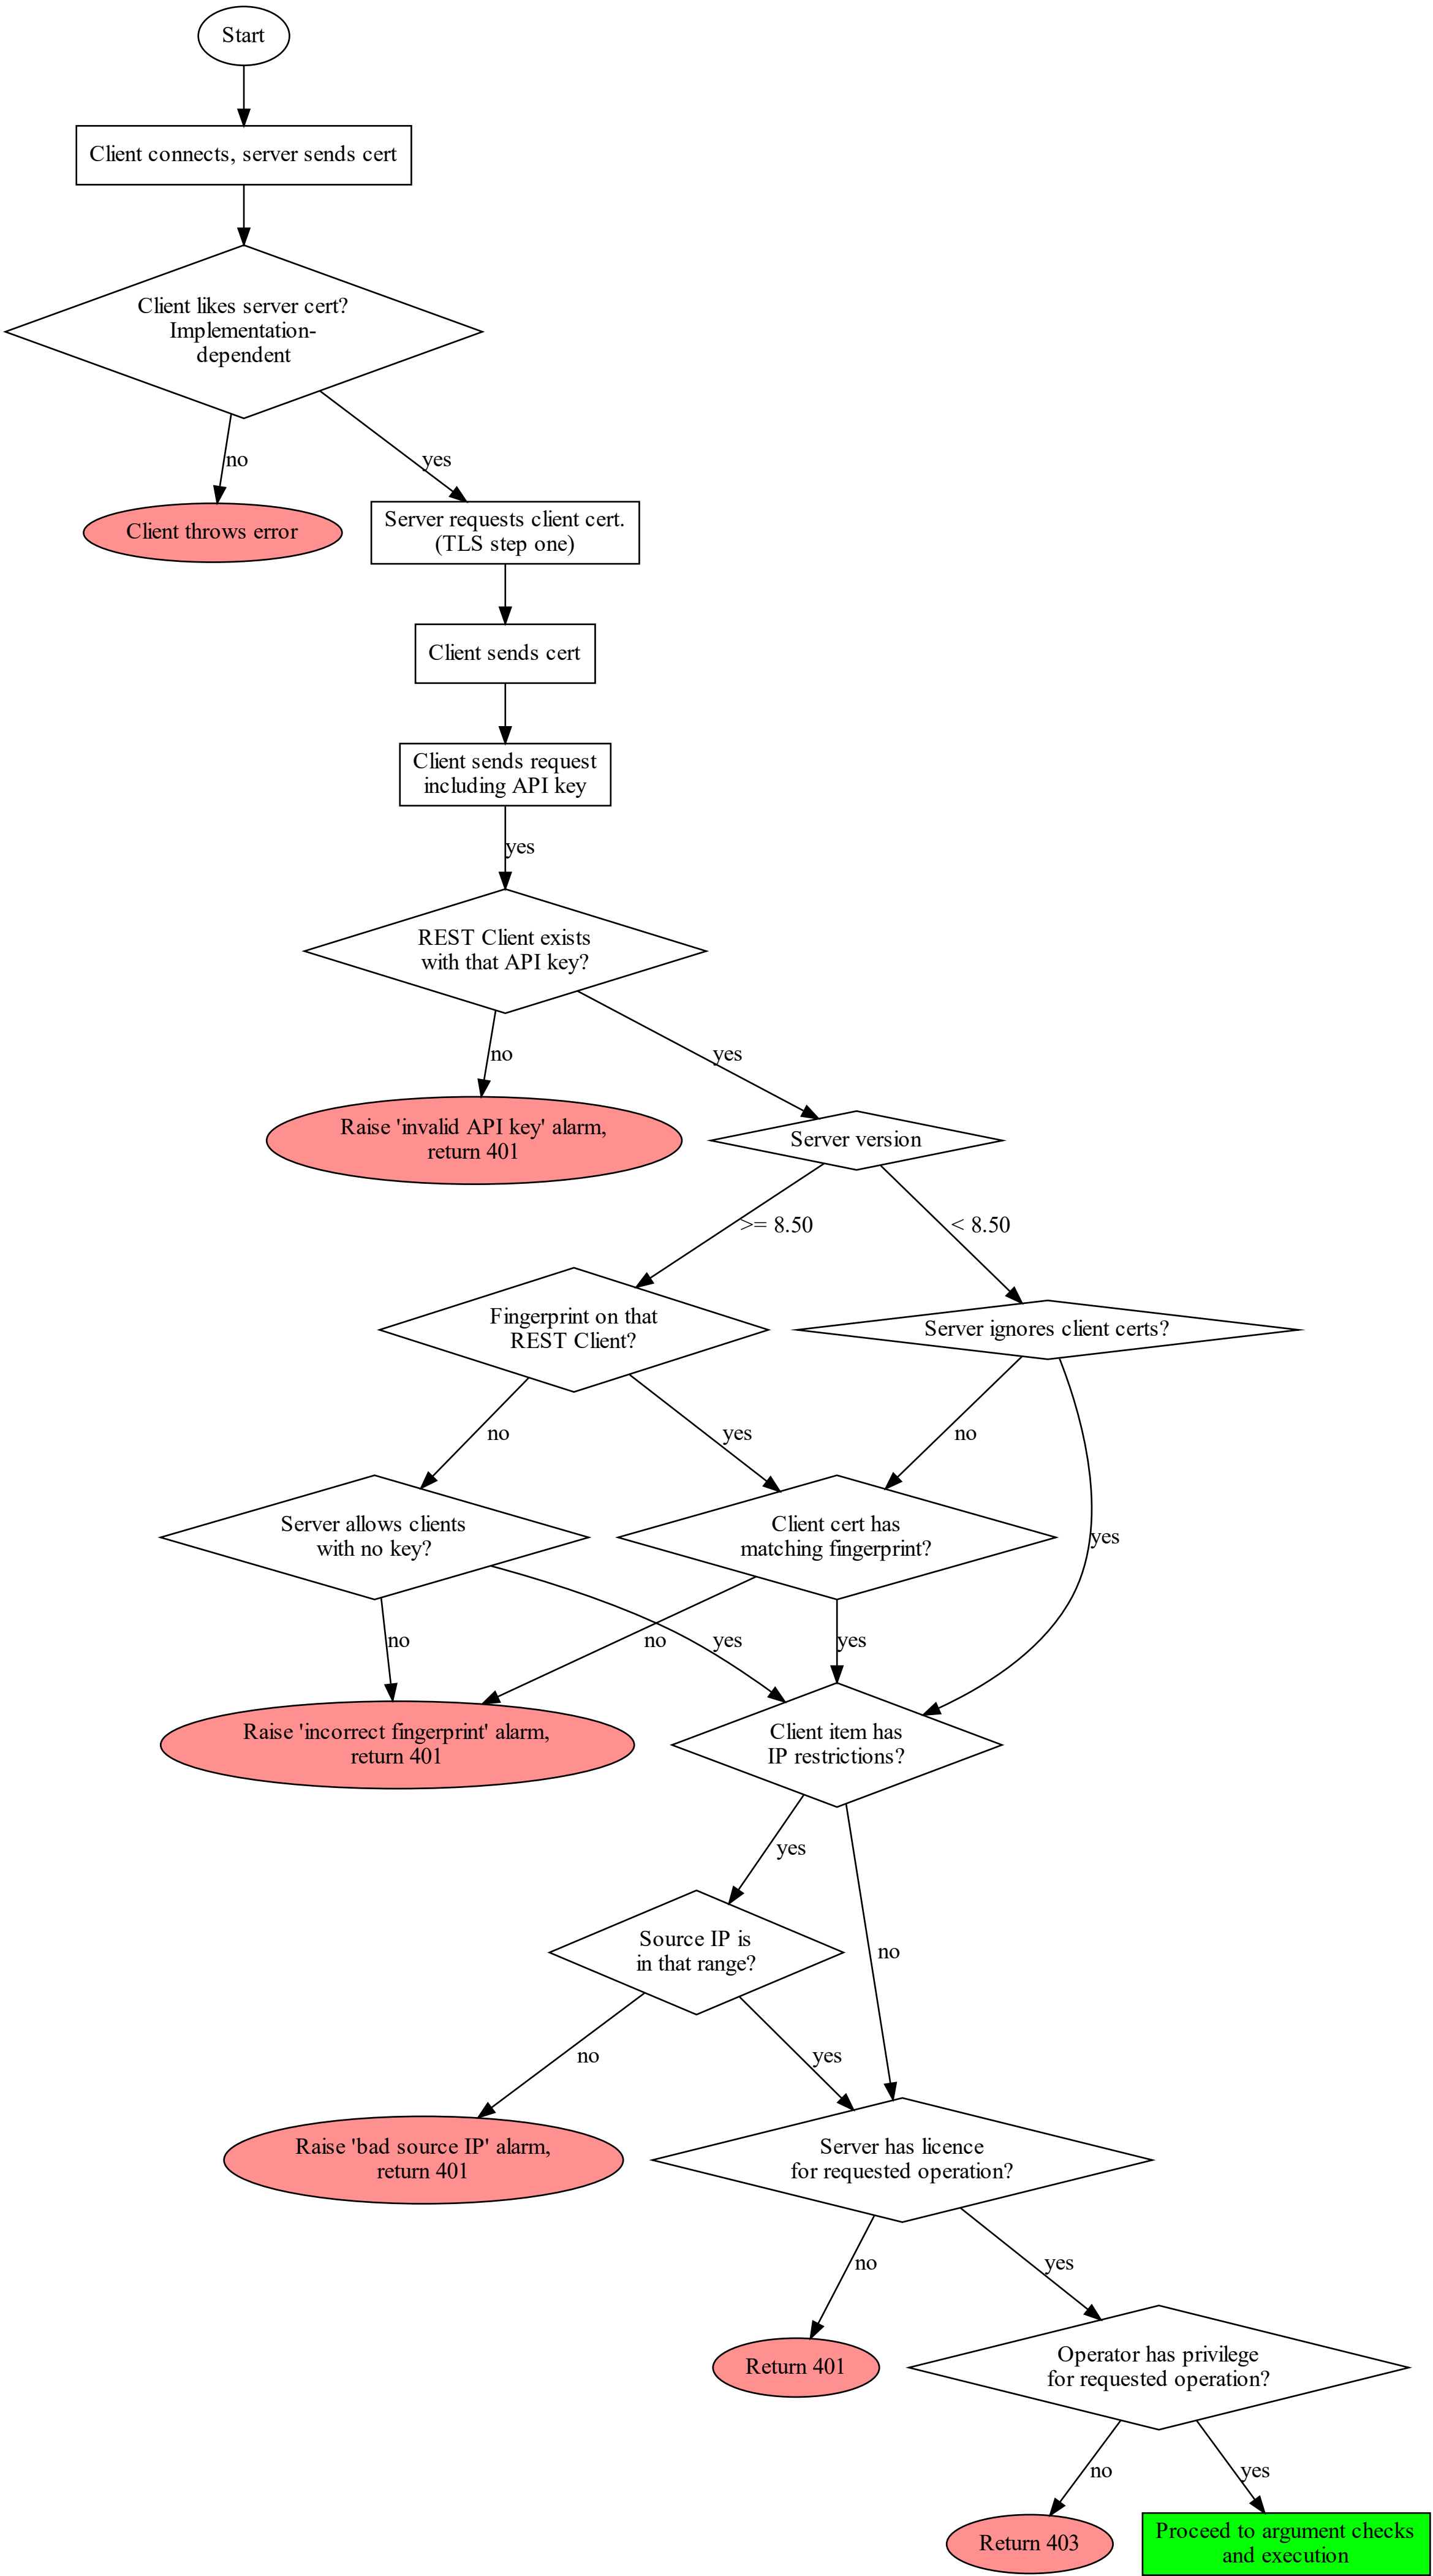 Start
Client connects, server sends cert
Client likes server cert?
Implementation-
dependent
no
yes
Client throws error
Server requests client cert.
(TLS step one)
Client sends cert
Client sends request
including API key
yes
REST Client exists
with that API key?
no
yes
Raise 'invalid API key' alarm,
return 401
Server version
>= 8.50
< 8.50
Fingerprint on that
REST Client?
Server ignores client certs?
no
yes
no
yes
Server allows clients
with no key?
Client cert has
matching fingerprint?
no
no
yes
yes
Raise 'incorrect fingerprint' alarm,
return 401
Client item has
IP restrictions?
yes
no
Source IP is
in that range?
no
yes
Raise 'bad source IP' alarm,
return 401
Server has licence
for requested operation?
no
yes
Return 401
Operator has privilege
for requested operation?
no
yes
Return 403
Proceed to argument checks
and execution